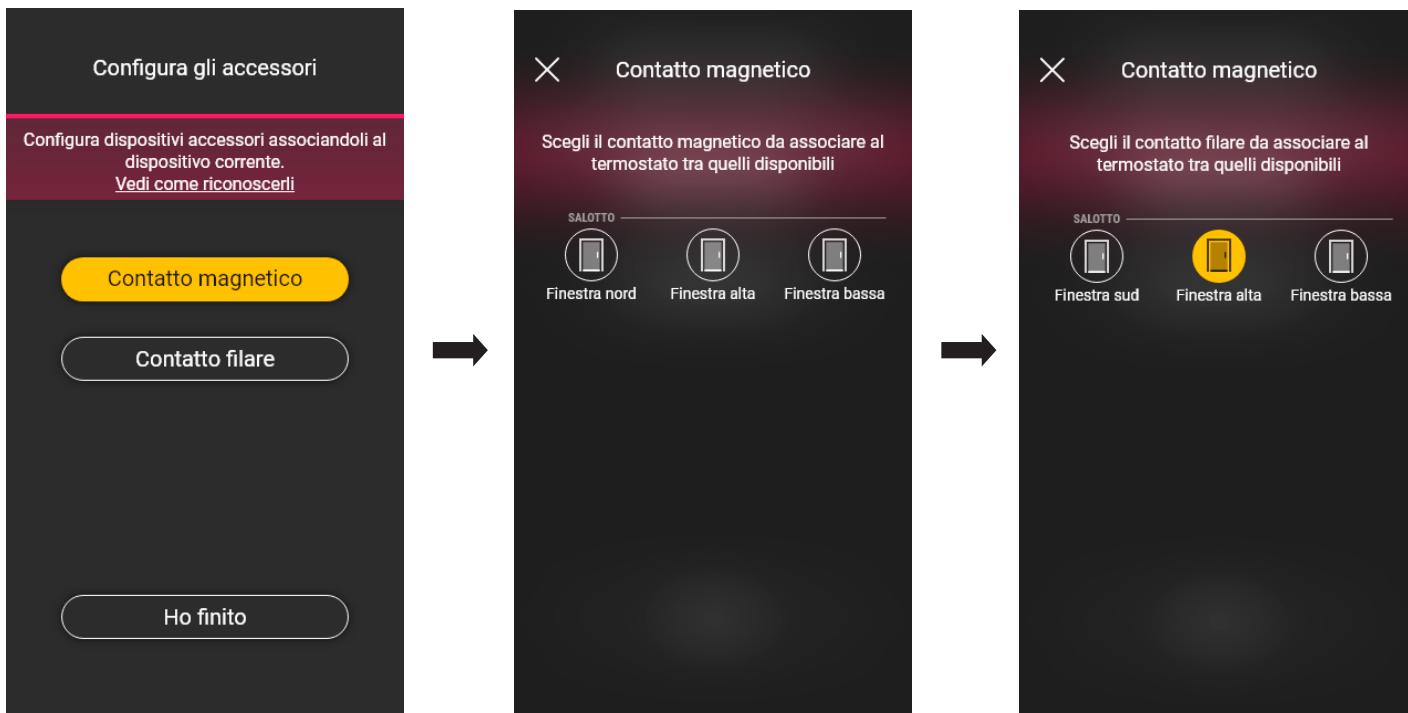 Configura gli accessori
Configura dispositivi accessori associandoli al
dispositivo corrente.
Vedi come riconoscerli
Contatto magnetico
Contatto filare
Ho finito
Contatto magnetico
Scegli il contatto magnetico da associare al
termostato tra quelli disponibili
SALOTTO
Finestra nord Finestra alta Finestra bassa
Contatto magnetico
Scegli il contatto filare da associare al
termostato tra quelli disponibili
SALOTTO
Finestra sud Finestra alta Finestra bassa